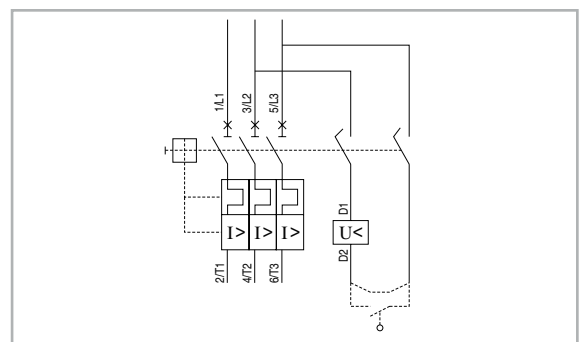 1/L1
3/L2
5/L3
D1
I>
I>
I>
U<
D2
2/T1
4/T2
6/T3